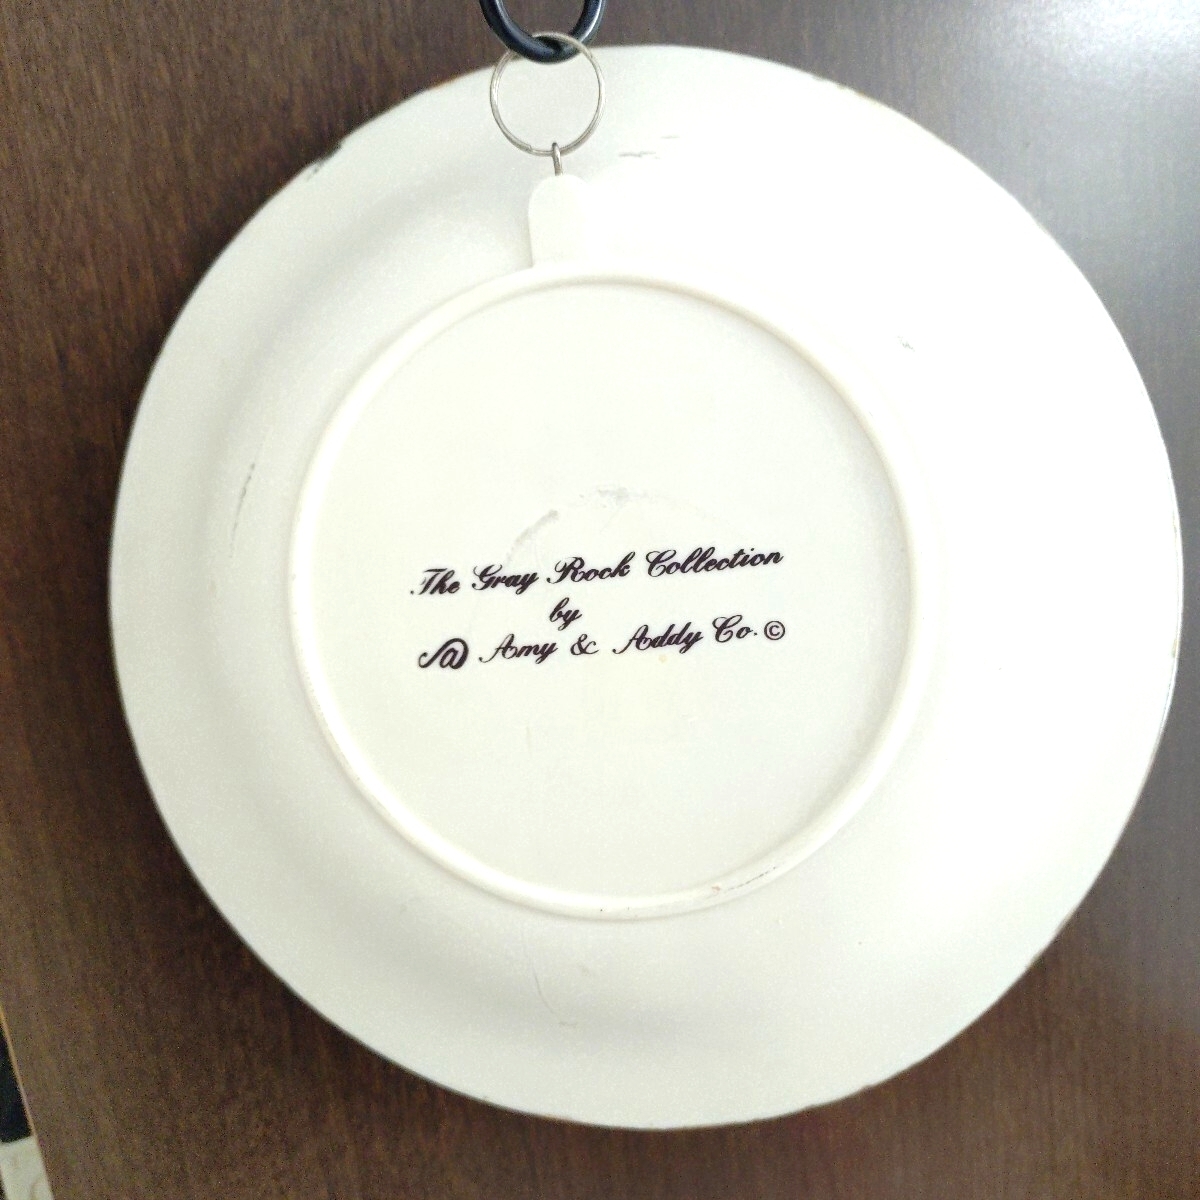 The Gray Rock Collection
by
Amy & Addy Co. ©